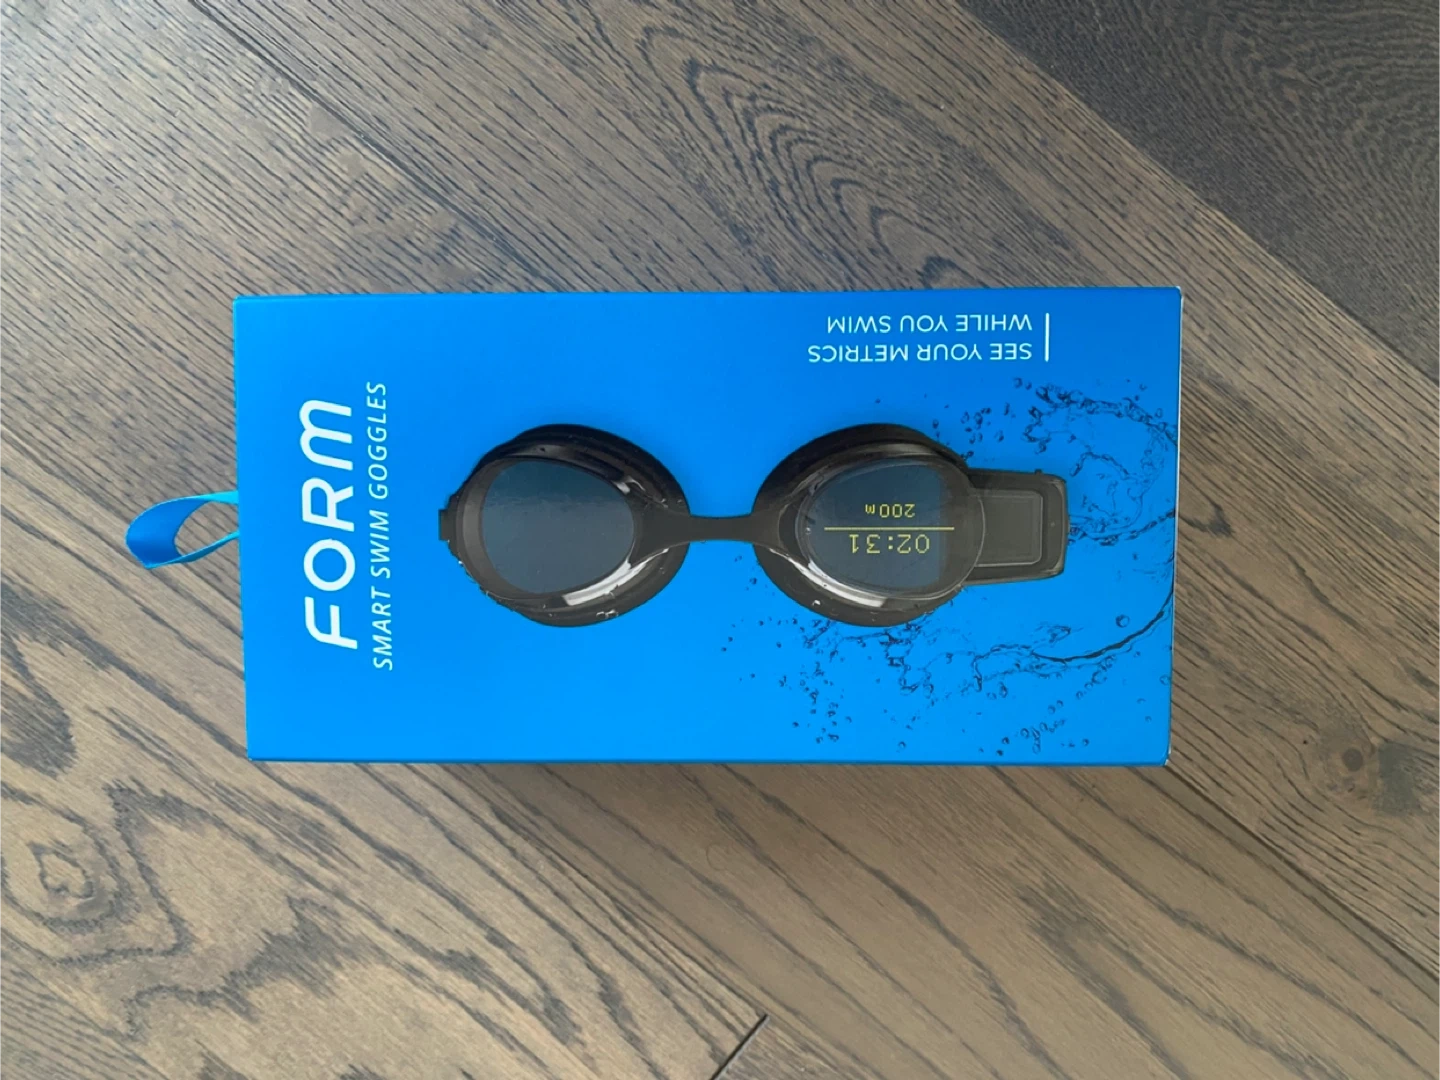 FORM
SMART SWIM GOGGLES
SEE YOUR METRICS
WHILE YOU SWIM
02:31
200m